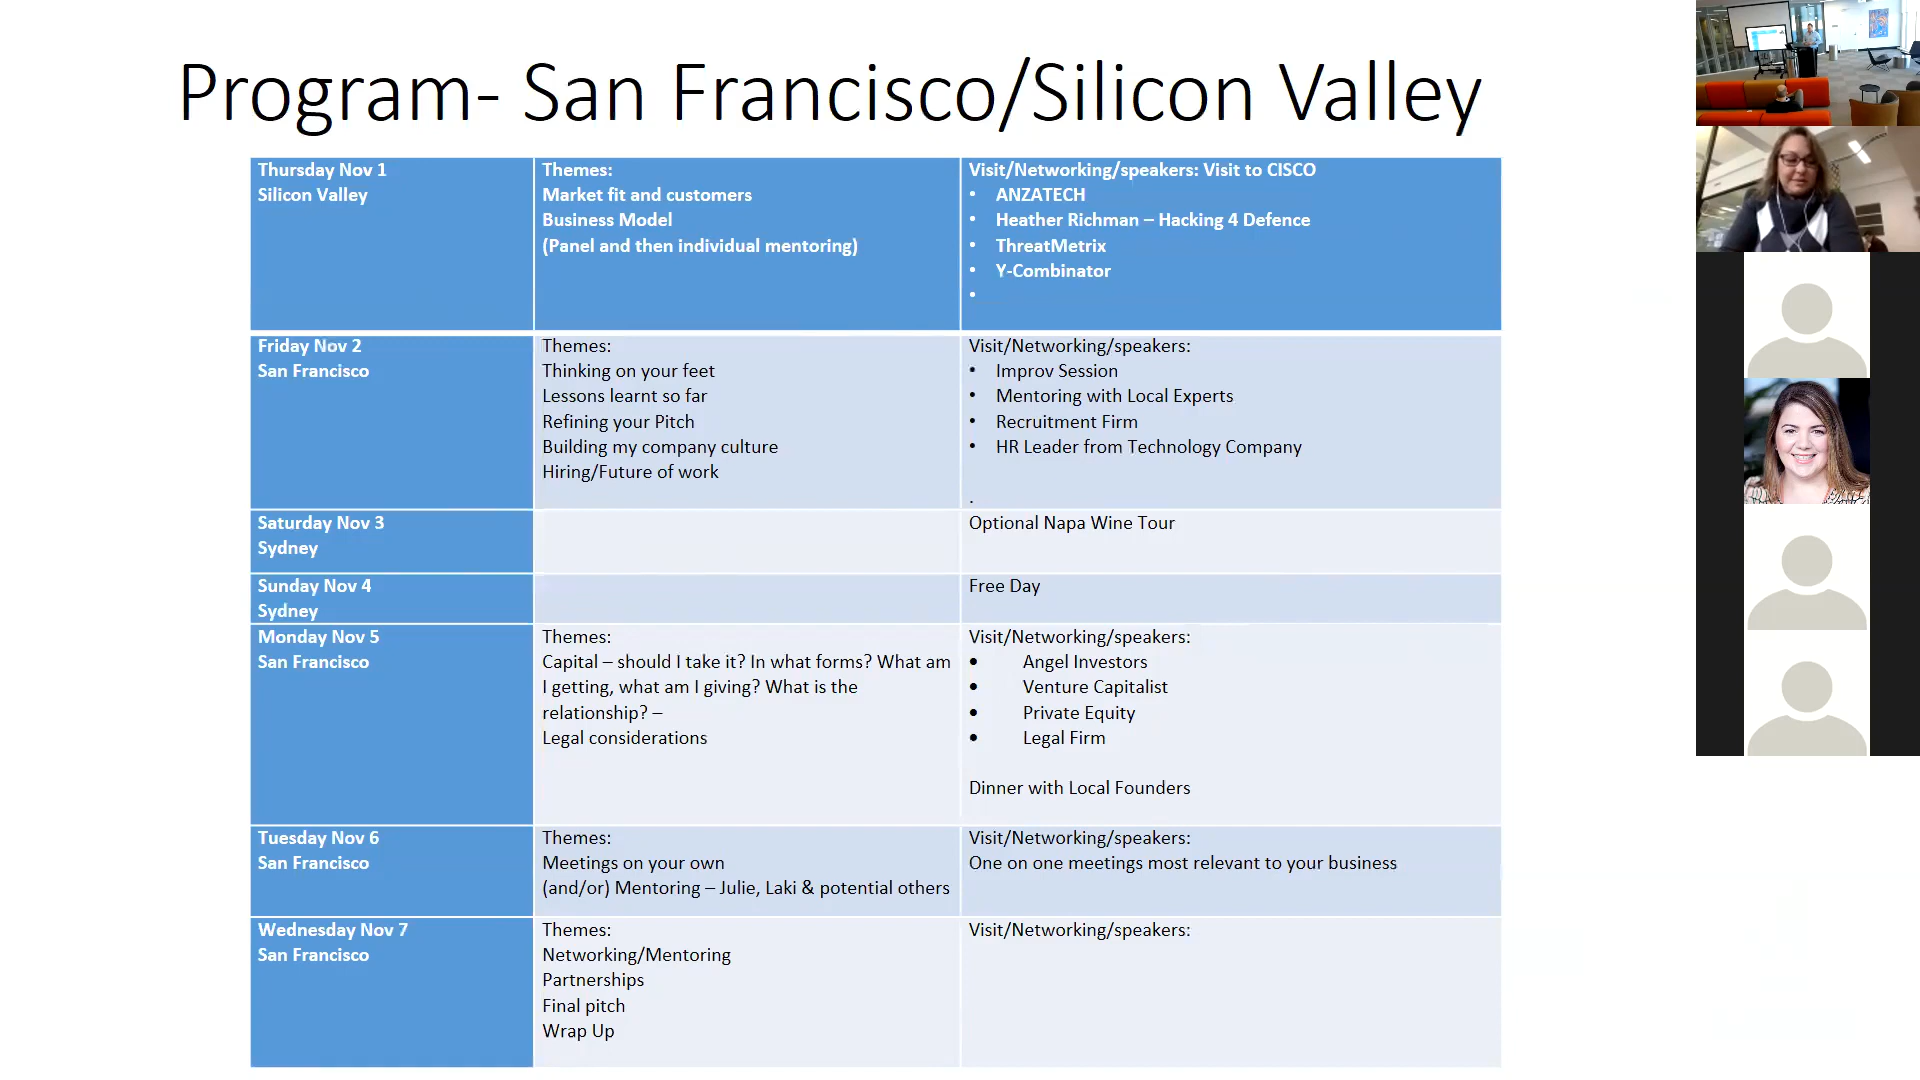 Program- San Francisco/Silicon Valley
Thursday Nov 1
Silicon Valley
Themes:
Market fit and customers
Business Model
(Panel and then individual mentoring)
Visit/Networking/speakers: Visit to CISCO
• ANZATECH
• Heather Richman – Hacking 4 Defence
• ThreatMetrix
• Y-Combinator
•
Friday Nov 2
San Francisco
Themes:
Thinking on your feet
Lessons learnt so far
Refining your Pitch
Building my company culture
Hiring/Future of work
Visit/Networking/speakers:
• Improv Session
• Mentoring with Local Experts
• Recruitment Firm
• HR Leader from Technology Company
.
Saturday Nov 3
Sydney
Optional Napa Wine Tour
Sunday Nov 4
Sydney
Free Day
Monday Nov 5
San Francisco
Themes:
Capital – should I take it? In what forms? What am
I getting, what am I giving? What is the
relationship? –
Legal considerations
Visit/Networking/speakers:
• Angel Investors
• Venture Capitalist
• Private Equity
• Legal Firm
Dinner with Local Founders
Tuesday Nov 6
San Francisco
Themes:
Meetings on your own
(and/or) Mentoring – Julie, Laki & potential others
Visit/Networking/speakers:
One on one meetings most relevant to your business
Wednesday Nov 7
San Francisco
Themes:
Networking/Mentoring
Partnerships
Final pitch
Wrap Up
Visit/Networking/speakers: